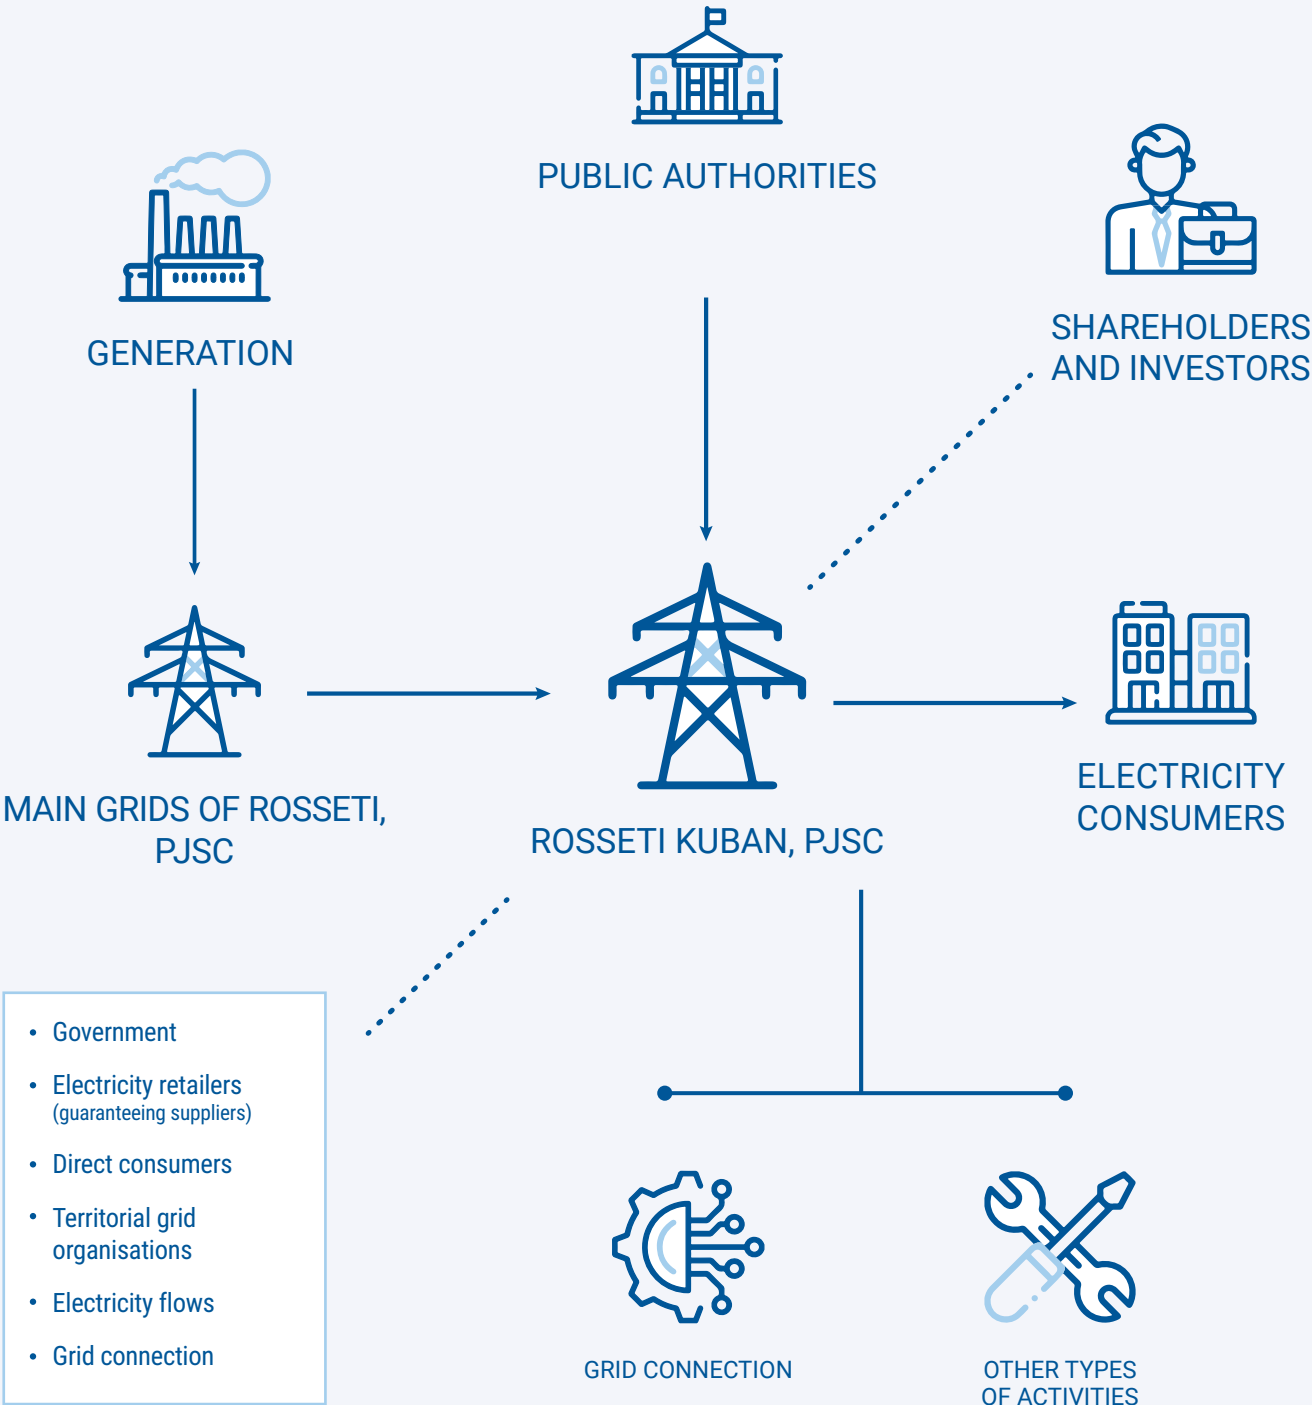 PUBLIC AUTHORITIES
GENERATION
SHAREHOLDERS
AND INVESTORS
MAIN GRIDS OF ROSSETI,
PJSC
ROSSETI KUBAN, PJSC
ELECTRICITY
CONSUMERS
• Government
• Electricity retailers
(guaranteeing suppliers)
• Direct consumers
• Territorial grid
organisations
• Electricity flows
• Grid connection
GRID CONNECTION
OTHER TYPES
OF ACTIVITIES